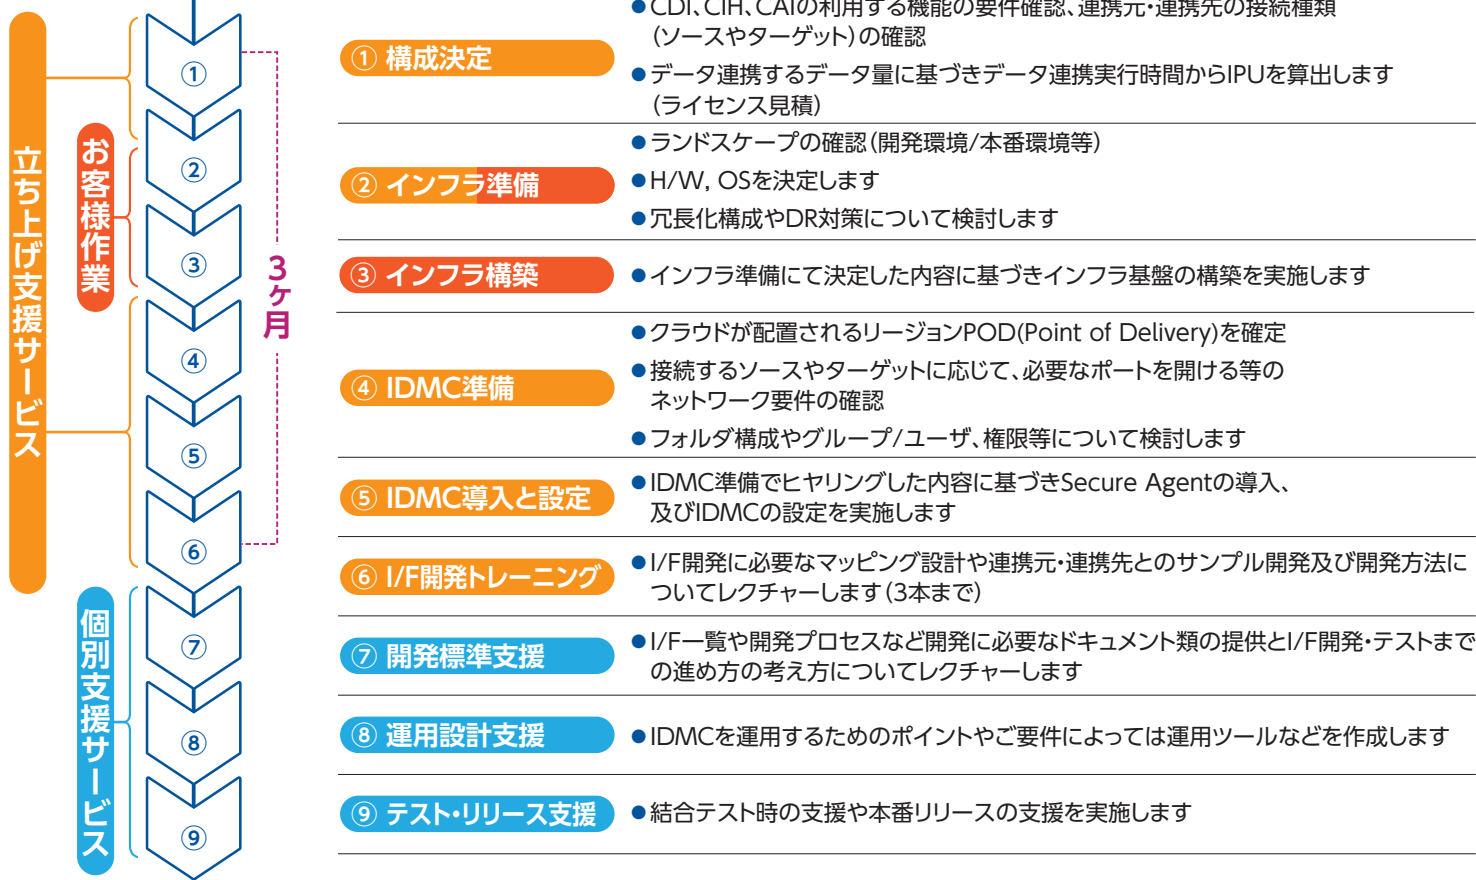 立ち上げ支援サービス
お客様作業
個別支援サービス
①
②
③
④
⑤
⑥
⑦
⑧
⑨
3ヶ月
① 構成決定
●CDI、CIH、CAIの利用する機能の要件確認、連携元・連携先の接続種類
(ソースやターゲット)の確認
●データ連携するデータ量に基づきデータ連携実行時間からIPUを算出します
(ライセンス見積)
② インフラ準備
●ランドスケープの確認(開発環境/本番環境等)
●H/W, OSを決定します
●冗長化構成やDR対策について検討します
③ インフラ構築
●インフラ準備にて決定した内容に基づきインフラ基盤の構築を実施します
④ IDMC準備
●クラウドが配置されるリージョンPOD(Point of Delivery)を確定
●接続するソースやターゲットに応じて、必要なポートを開ける等の
ネットワーク要件の確認
●フォルダ構成やグループ/ユーザ、権限等について検討します
⑤ IDMC導入と設定
●IDMC準備でヒヤリングした内容に基づきSecure Agentの導入、
及びIDMCの設定を実施します
⑥ I/F開発トレーニング
●I/F開発に必要なマッピング設計や連携元・連携先とのサンプル開発及び開発方法に
ついてレクチャーします(3本まで)
⑦ 開発標準支援
●I/F一覧や開発プロセスなど開発に必要なドキュメント類の提供とI/F開発・テストまで
の進め方の考え方についてレクチャーします
⑧ 運用設計支援
●IDMCを運用するためのポイントやご要件によっては運用ツールなどを作成します
⑨ テスト・リリース支援
●結合テスト時の支援や本番リリースの支援を実施します